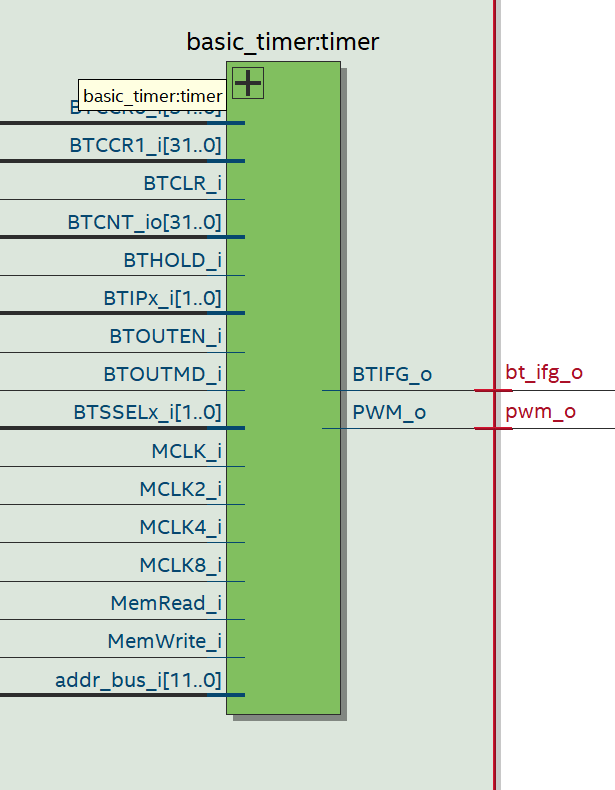 basic_timer:timer
basic_timer:timer
BTCCR1_i[31..0]
BTCLR_i
BTCNT_io[31..0]
BTHOLD_i
BTIPx_i[1..0]
BTOUTEN_i
BTOUTMD_i
BTIFG_o
bt_ifg_o
BTSSELx_i[1..0]
PWM_o
pwm_o
MCLK_i
MCLK2_i
MCLK4_i
MCLK8_i
MemRead_i
MemWrite_i
addr_bus_i[11..0]